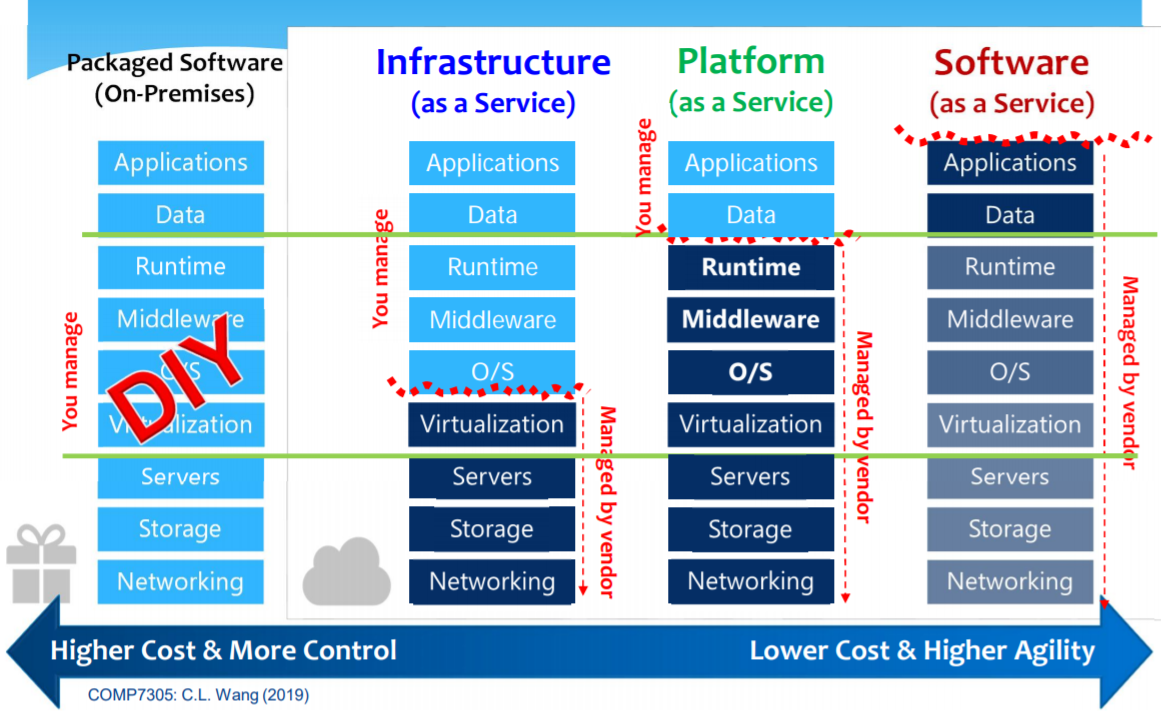 Packaged Software
(On-Premises)
Applications
Data
Runtime
Middleware
O/S
Virtualization
Servers
Storage
Networking
You manage
DIY
Infrastructure
(as a Service)
Applications
Data
Runtime
Middleware
O/S
Virtualization
Servers
Storage
Networking
You manage
Managed by vendor
Platform
(as a Service)
Applications
Data
Runtime
Middleware
O/S
Virtualization
Servers
Storage
Networking
You manage
Managed by vendor
Software
(as a Service)
Applications
Data
Runtime
Middleware
O/S
Virtualization
Servers
Storage
Networking
Managed by vendor
Higher Cost & More Control
Lower Cost & Higher Agility
COMP7305: C.L. Wang (2019)